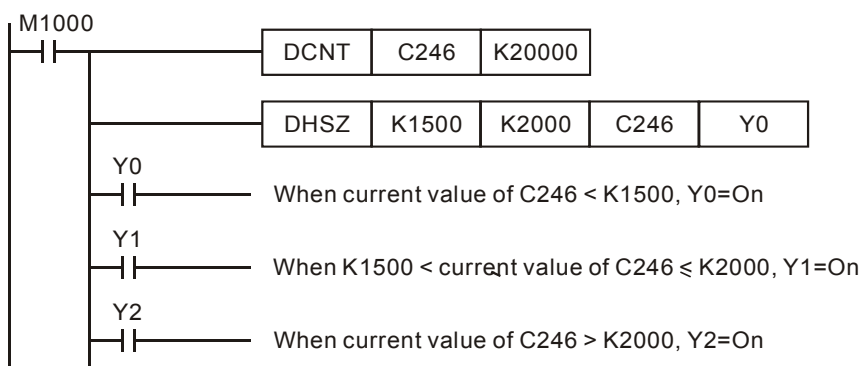 M1000
DCNT C246 K20000
DHSZ K1500 K2000 C246 Y0
Y0
When current value of C246 < K1500, Y0=On
Y1
When K1500 < current value of C246 ≤ K2000, Y1=On
Y2
When current value of C246 > K2000, Y2=On